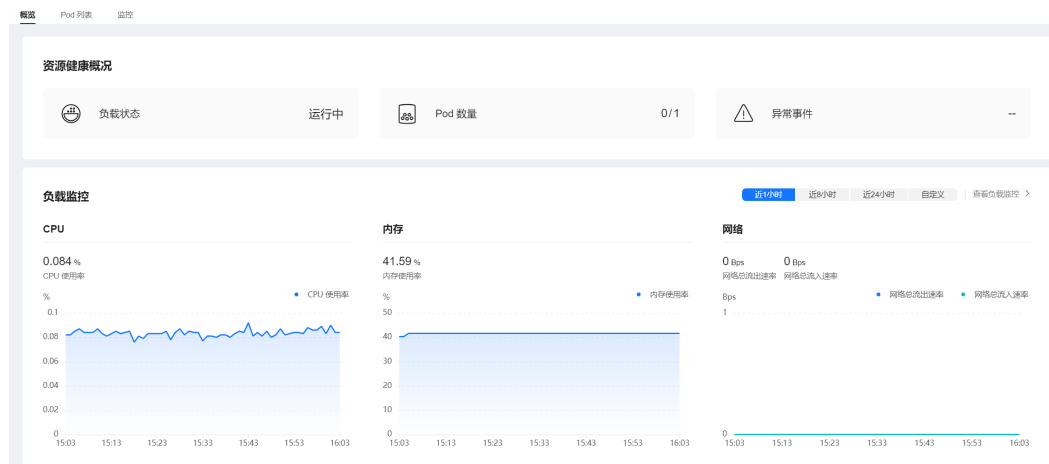 概览 Pod 列表 监控
资源健康概况
负载状态 运行中 Pod 数量 0/1 异常事件 --
负载监控 近1小时 近8小时 近24小时 自定义 查看负载监控 >
CPU 内存 网络
0.084 % 41.59 % 0 Bps 0 Bps
CPU 使用率 内存使用率 网络总流出速率 网络总流入速率
% CPU 使用率 % 内存使用率 Bps 网络总流出速率 网络总流入速率
0.1 50 1
0.08 40
0.06 30
0.04 20
0.02 10
0 0 0
15:03 15:13 15:23 15:33 15:43 15:53 16:03 15:03 15:13 15:23 15:33 15:43 15:53 16:03 15:03 15:13 15:23 15:33 15:43 15:53 16:03